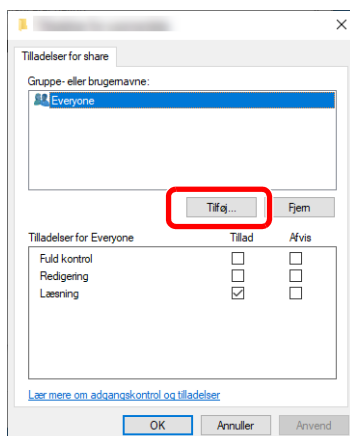 Tilladelser for share
Gruppe- eller brugernavne:
Everyone
Tilføj...
Fjern
Tilladelser for Everyone Tillad Afvis
Fuld kontrol
Redigering
Læsning
Lær mere om adgangskontrol og tilladelser
OK Annuller Anvend